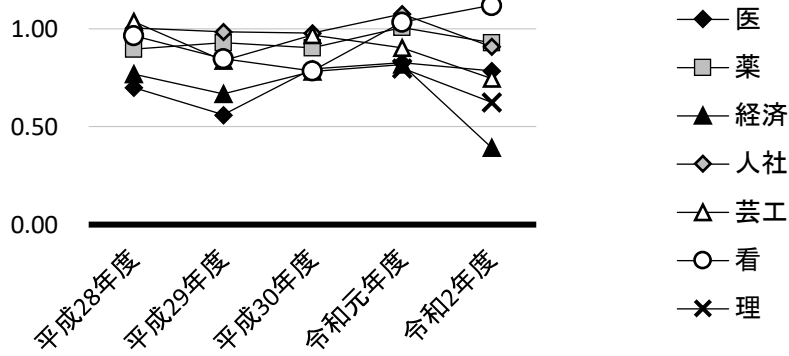 1.00
0.50
0.00
平成28年度
平成29年度
平成30年度
令和元年度
令和2年度
医
薬
経済
人社
芸工
看
理